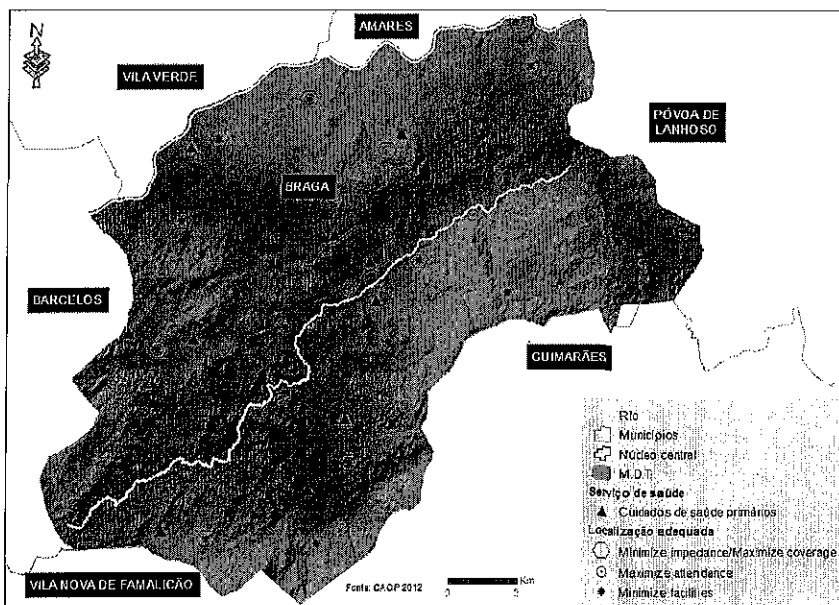 N
AMARES
VILA VERDE
PÓVOA DE
LANHOSO
BRAGA
BARCELOS
GUIMARÃES
VILA NOVA DE FAMALICÃO
Fonte: CAOP 2012
0
Km
Rio
Municípios
Núcleo central
M.D.T.
Serviço de saúde
Cuidados de saúde primários
Localização adequada
Minimize impedance/Maximize coverage
Maximize attendance
Minimize facilities